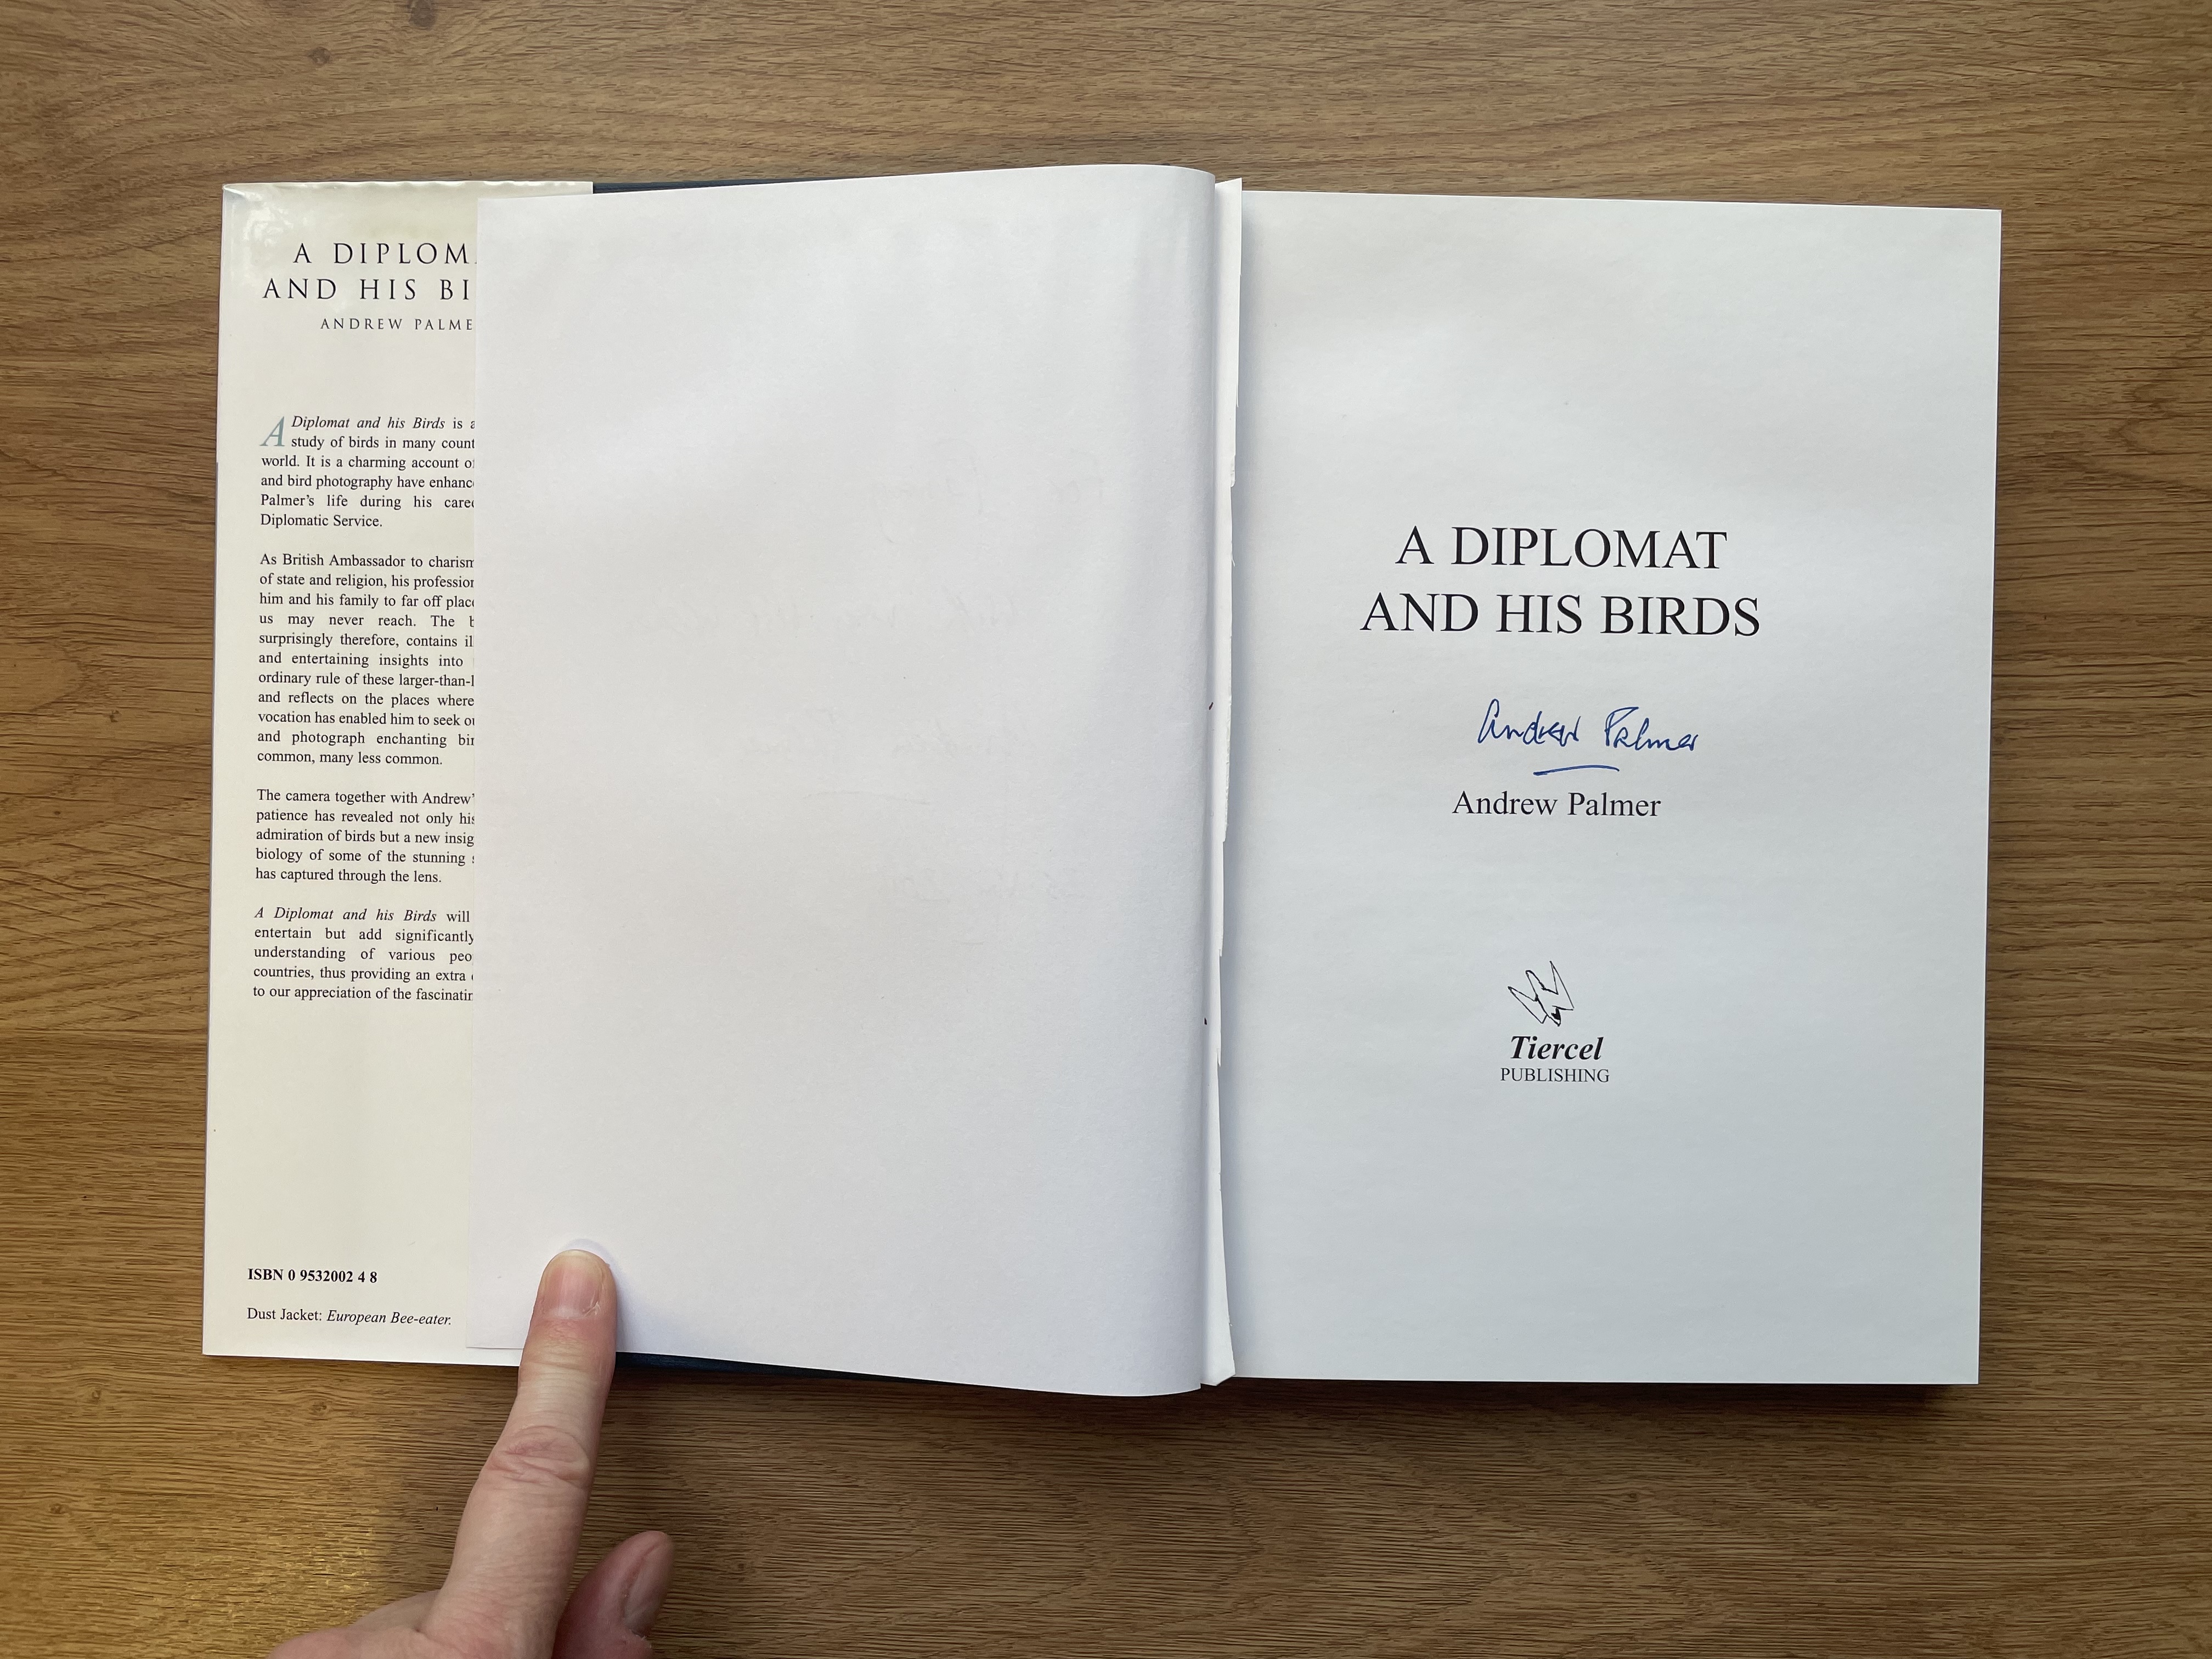 A DIPLOM
AND HIS BI
ANDREW PALME
A Diplomat and his Birds is
study of birds in many count
world. It is a charming account
and bird photography have enhanc
Palmer's life during his care
Diplomatic Service.
As British Ambassador to charism
of state and religion, his profession
him and his family to far off plac
us may never reach. The b
surprisingly therefore, contains il
and entertaining insights into
ordinary rule of these larger-than-l
and reflects on the places where
vocation has enabled him to seek
and photograph enchanting bir
common, many less common.
The camera together with Andrew'
patience has revealed not only his
admiration of birds but a new insig
biology of some of the stunning
has captured through the lens.
A Diplomat and his Birds will
entertain but add significantly
understanding of various peo
countries, thus providing an extra
to our appreciation of the fascinatin
ISBN 0 9532002 4 8
Dust Jacket: European Bee-eater.
A DIPLOMAT
AND HIS BIRDS
Andrew Palmer
Andrew Palmer
Tiercel
PUBLISHING